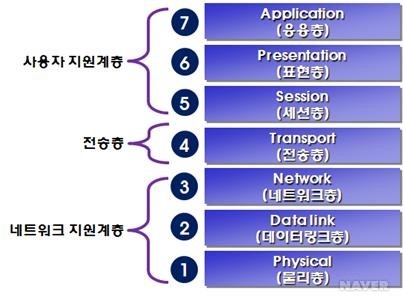 7
Application
(응용층)
사용자 지원계층
6
Presentation
(표현층)
5
Session
(세션층)
전송층
4
Transport
(전송층)
3
Network
(네트워크층)
네트워크 지원계층
2
Data link
(데이터링크층)
1
Physical
(물리층)
NAVER